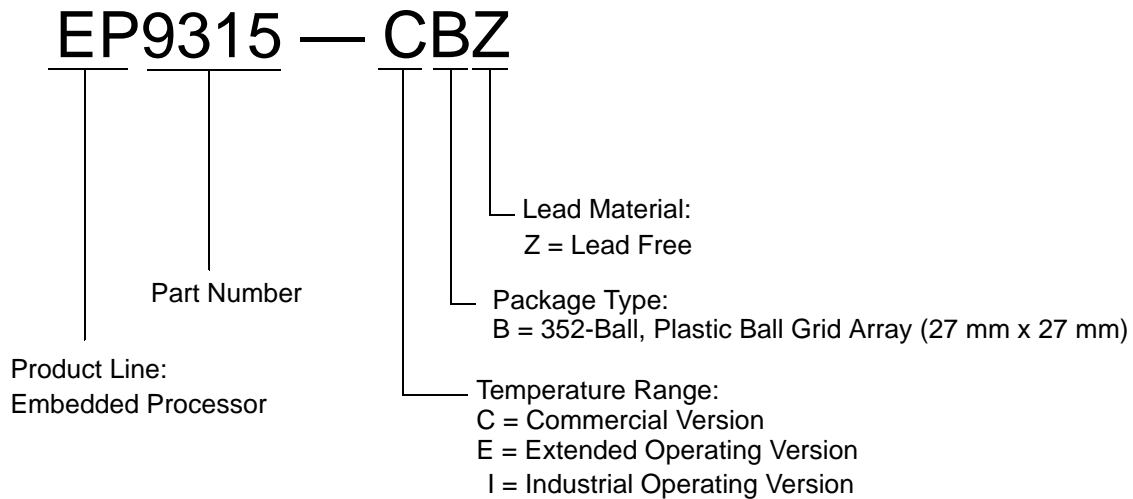 EP9315 — CBZ
Lead Material:
Z = Lead Free
Package Type:
B = 352-Ball, Plastic Ball Grid Array (27 mm x 27 mm)
Part Number
Product Line:
Embedded Processor
Temperature Range:
C = Commercial Version
E = Extended Operating Version
I = Industrial Operating Version